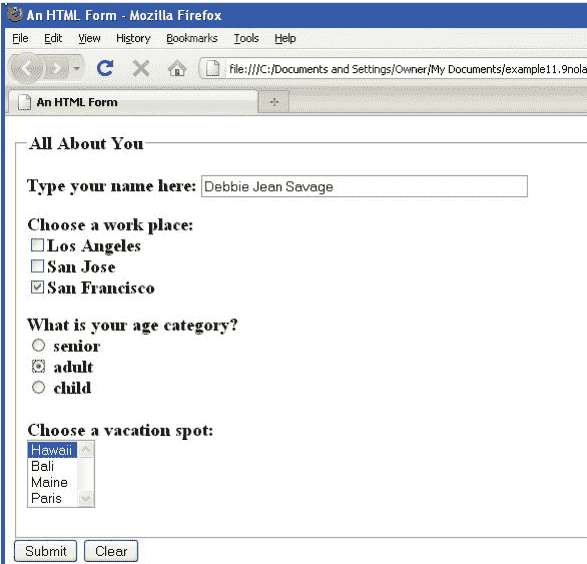 An HTML Form - Mozilla Firefox
File Edit View History Bookmarks Tools Help
file:///C:/Documents and Settings/Owner/My Documents/example11.9nola
An HTML Form
All About You
Type your name here: Debbie Jean Savage
Choose a work place:
Los Angeles
San Jose
San Francisco
What is your age category?
senior
adult
child
Choose a vacation spot:
Hawaii
Bali
Maine
Paris
Submit Clear